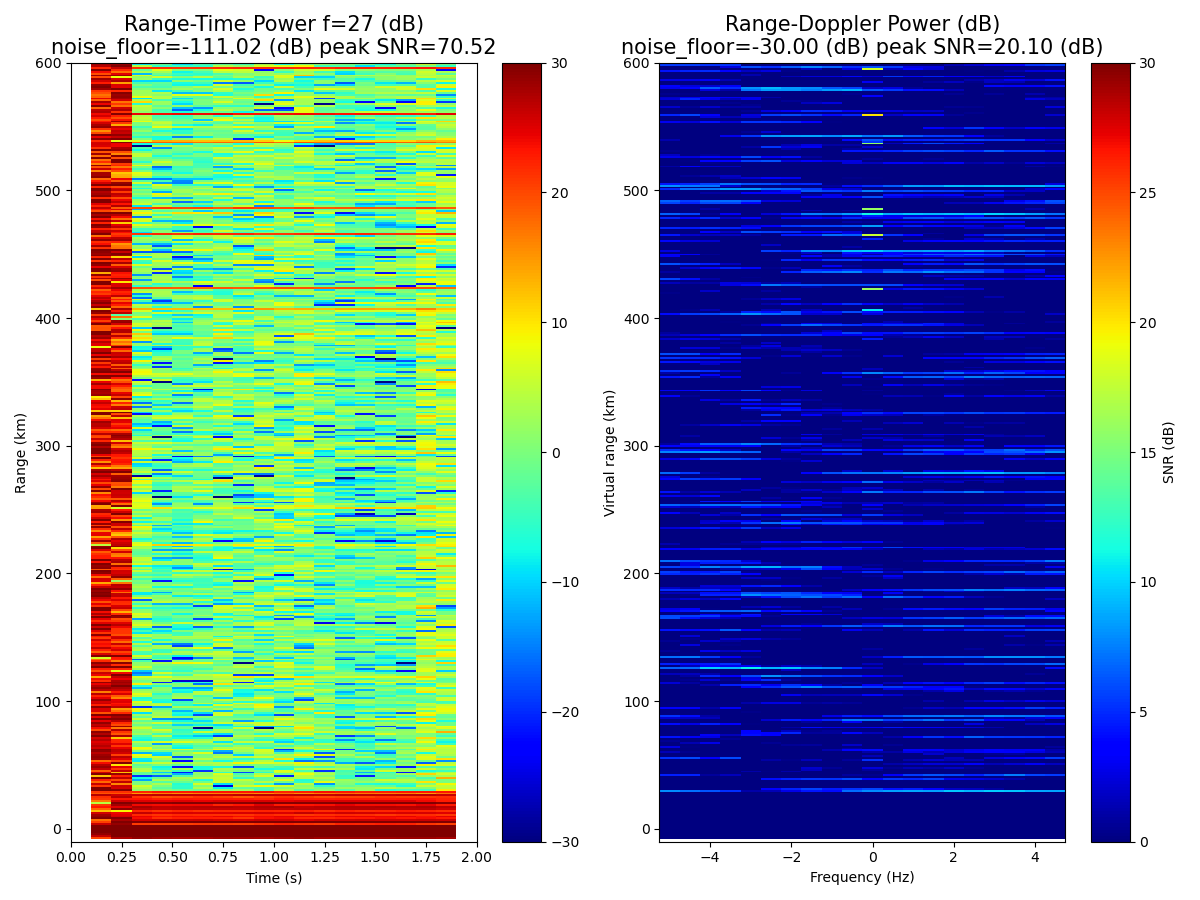 Range-Time Power f=27 (dB)
noise_floor=-111.02 (dB) peak SNR=70.52
Range (km)
600
500
400
300
200
100
0
0.00 0.25 0.50 0.75 1.00 1.25 1.50 1.75 2.00
Time (s)
30
20
10
0
−10
−20
−30
Range-Doppler Power (dB)
noise_floor=-30.00 (dB) peak SNR=20.10 (dB)
Virtual range (km)
600
500
400
300
200
100
0
−4 −2 0 2 4
Frequency (Hz)
30
25
20
15
10
5
0
SNR (dB)